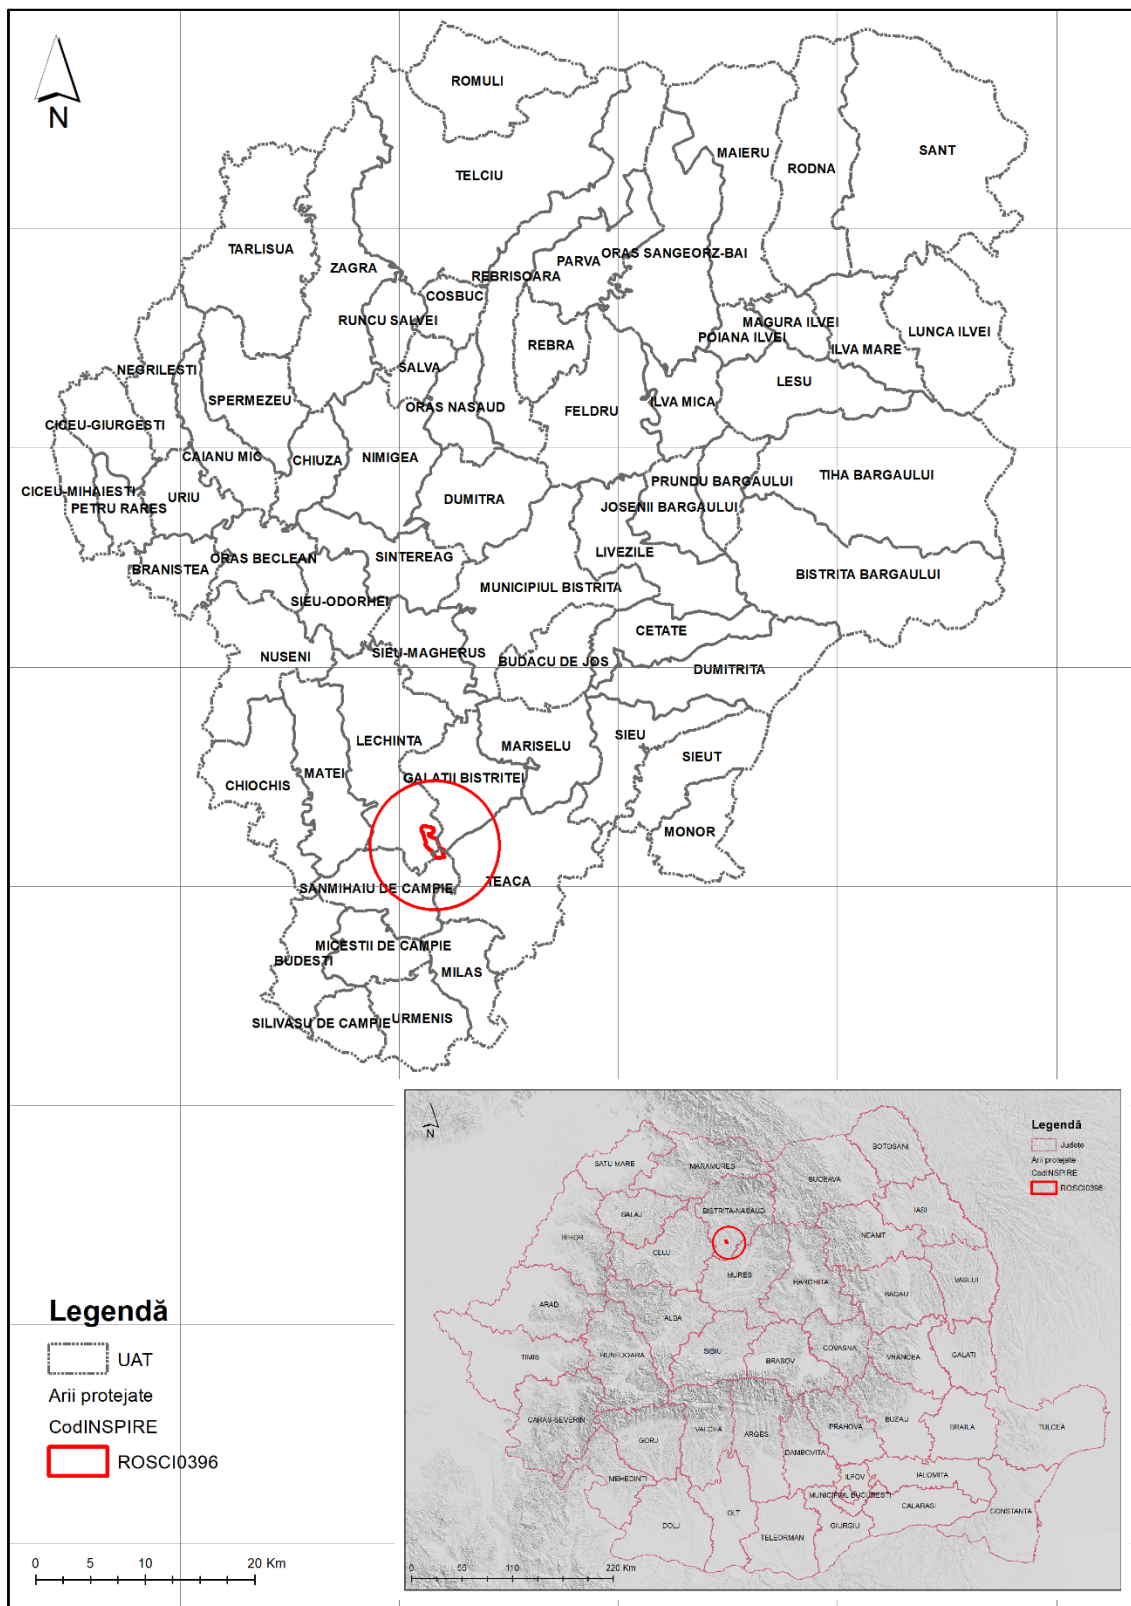 N
ROMULI
MAIERU
SANT
RODNA
TELCIU
TARLISUA
ZAGRA
PARVA
ORAS SANGEORZ-BAI
REBRISOARA
COSBUC
RUNCU SALVEI
MAGURA ILVEI
POIANA ILVEI
LUNCA ILVEI
REBRA
ILVA MARE
SALVA
NEGRILESTI
LESU
SPERMEZEU
ORAS NASAUD
FELDRU
ILVA MICA
CICEU-GIURGESTI
CAIANU MIC
CHIUZA
NIMIGEA
TIHA BARGAULUI
PRUNDU BARGAULUI
CICEU-MIHAIESTI
URIU
DUMITRA
PETRU RARES
JOSENII BARGAULUI
LIVEZILE
ORAS BECLEAN
SINTEREAG
BRANISTEA
BISTRITA BARGAULUI
MUNICIPIUL BISTRITA
SIEU-ODORHEI
CETATE
SIEU-MAGHERUS
NUSENI
BUDACU DE JOS
DUMITRITA
LECHINTA
SIEU
MARISELU
SIEUT
MATEI
GALATII BISTRITEI
CHIOCHIS
MONOR
TEACA
SANMIHAIU DE CAMPIE
MICESTII DE CAMPIE
BUDESTI
MILAS
SILIVASU DE CAMPIE
URMENIS
Legendă
UAT
Arii protejate
CodINSPIRE
ROSCI0396
0 5 10 20 Km
N
Legendă
Judete
Arii protejate
CodINSPIRE
ROSCI0396
BOTOSANI
SATU MARE
MARAMURES
SUCEAVA
BISTRITA-NASAUD
IASI
SALAJ
NEAMT
BIHOR
CLUJ
MURES
HARGHITA
VASLUI
BACAU
ARAD
ALBA
COVASNA
SIBIU
TIMIS
HUNEDOARA
BRASOV
VRANCEA
GALATI
CARAS-SEVERIN
BUZAU
PRAHOVA
BRAILA
TULCEA
VALCEA
ARGES
GORJ
DAMBOVITA
MEHEDINTI
ILFOV
IALOMITA
MUNICIPIUL BUCURESTI
CALARASI
CONSTANTA
OLT
DOLJ
GIURGIU
TELEORMAN
0 55 110 220 Km